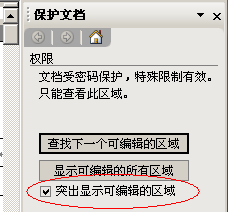 保护文档
权限
文档受密码保护，特殊限制有效。
只能查看此区域。
查找下一个可编辑的区域
显示可编辑的所有区域
突出显示可编辑的区域